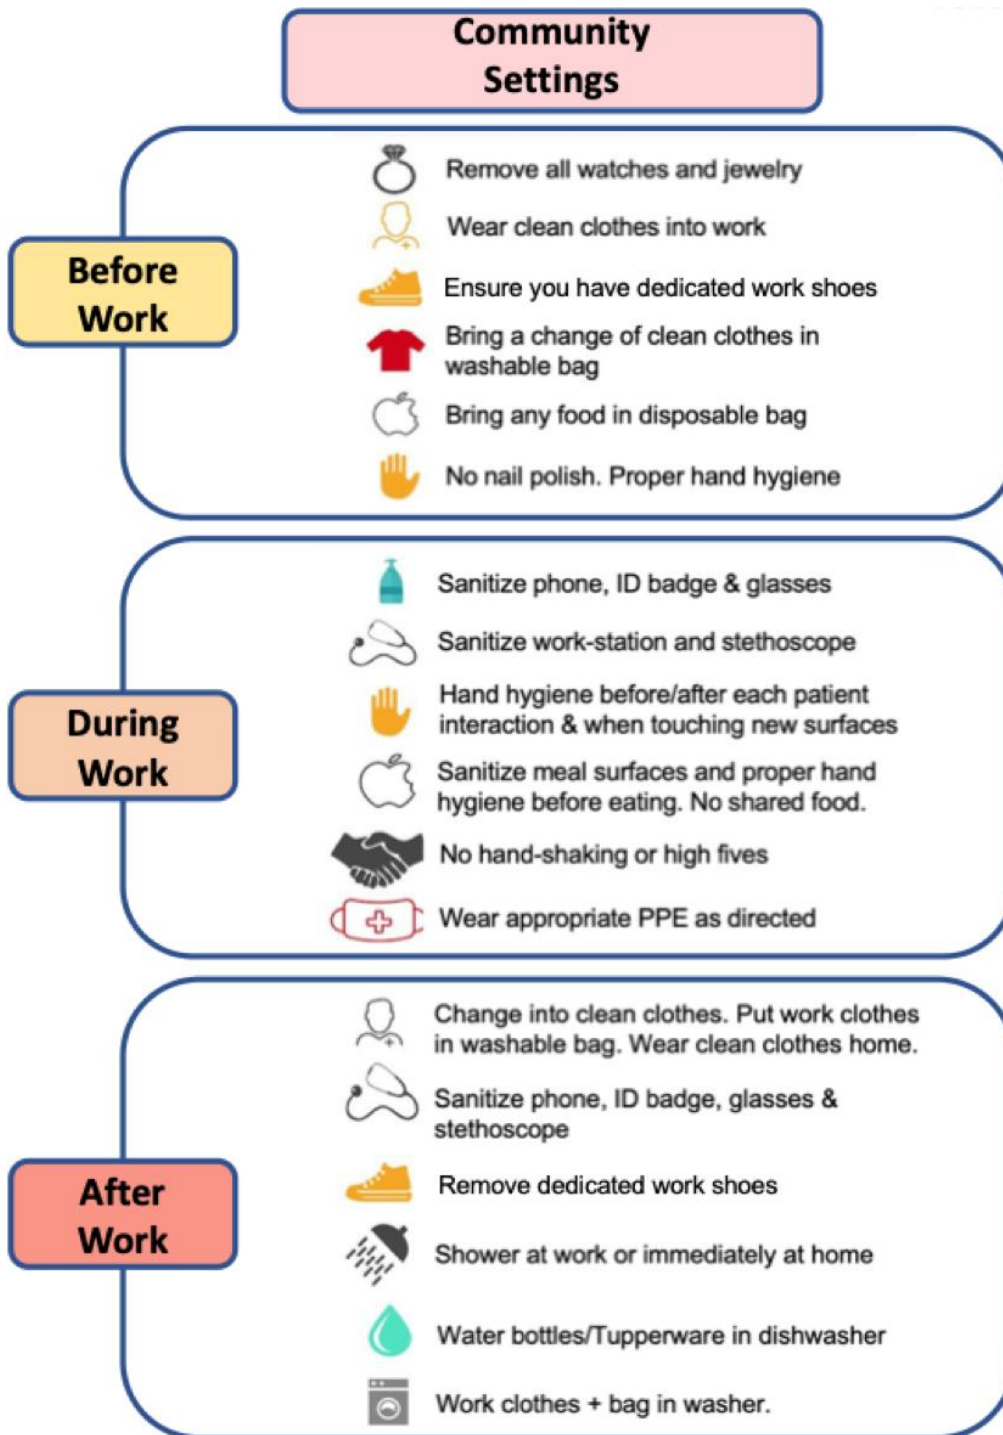 Community
Settings
Before
Work
Remove all watches and jewelry
Wear clean clothes into work
Ensure you have dedicated work shoes
Bring a change of clean clothes in
washable bag
Bring any food in disposable bag
No nail polish. Proper hand hygiene
During
Work
Sanitize phone, ID badge & glasses
Sanitize work-station and stethoscope
Hand hygiene before/after each patient
interaction & when touching new surfaces
Sanitize meal surfaces and proper hand
hygiene before eating. No shared food.
No hand-shaking or high fives
Wear appropriate PPE as directed
After
Work
Change into clean clothes. Put work clothes
in washable bag. Wear clean clothes home.
Sanitize phone, ID badge, glasses &
stethoscope
Remove dedicated work shoes
Shower at work or immediately at home
Water bottles/Tupperware in dishwasher
Work clothes + bag in washer.